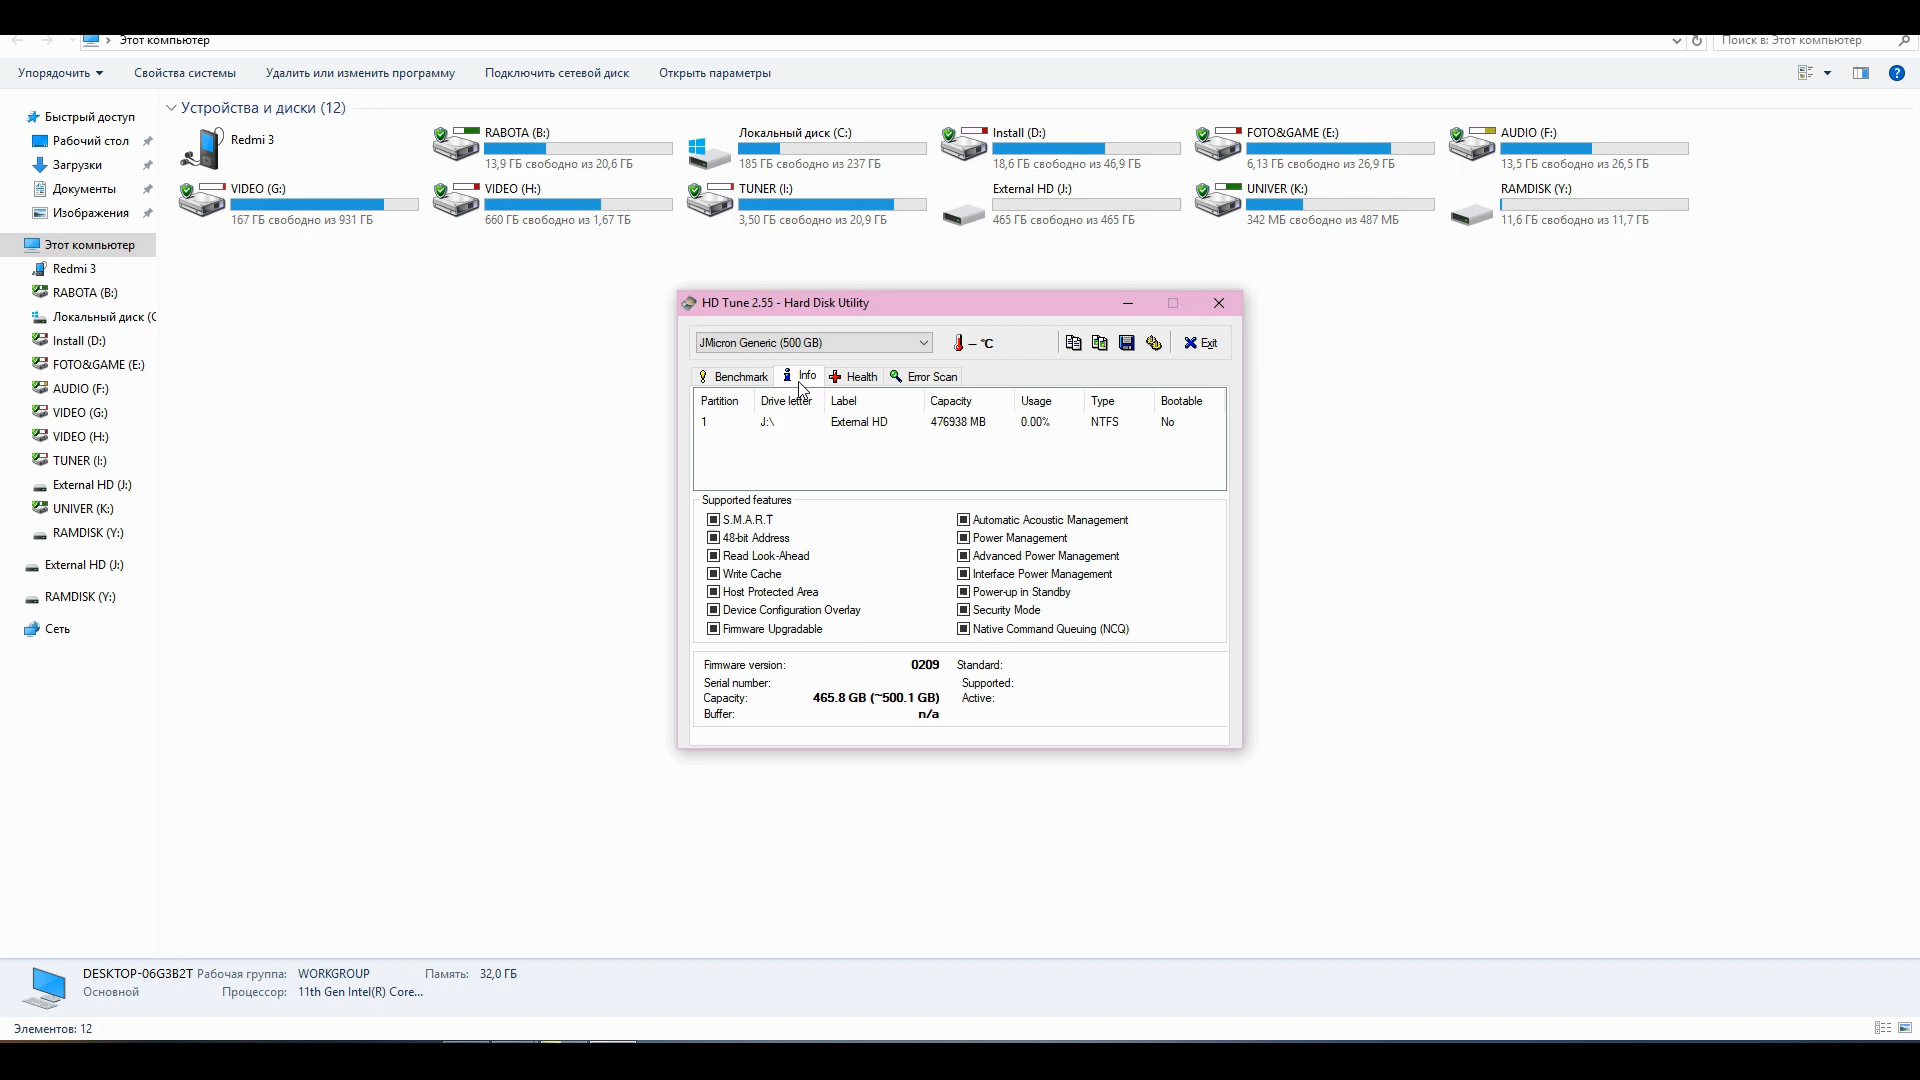 Этот компьютер
Поиск в: Этот компьютер
Упорядочить
Свойства системы
Удалить или изменить программу
Подключить сетевой диск
Открыть параметры
Быстрый доступ
Рабочий стол
Загрузки
Документы
Изображения
Этот компьютер
Redmi 3
RABOTA (B:)
Локальный диск (C
Install (D:)
FOTO&GAME (E:)
AUDIO (F:)
VIDEO (G:)
VIDEO (H:)
TUNER (I:)
External HD (J:)
UNIVER (K:)
RAMDISK (Y:)
External HD (J:)
RAMDISK (Y:)
Сеть
Устройства и диски (12)
Redmi 3
RABOTA (B:)
13,9 ГБ свободно из 20,6 ГБ
Локальный диск (C:)
185 ГБ свободно из 237 ГБ
Install (D:)
18,6 ГБ свободно из 46,9 ГБ
FOTO&GAME (E:)
6,13 ГБ свободно из 26,9 ГБ
AUDIO (F:)
13,5 ГБ свободно из 26,5 ГБ
VIDEO (G:)
167 ГБ свободно из 931 ГБ
VIDEO (H:)
660 ГБ свободно из 1,67 ТБ
TUNER (I:)
3,50 ГБ свободно из 20,9 ГБ
External HD (J:)
465 ГБ свободно из 465 ГБ
UNIVER (K:)
342 МБ свободно из 487 МБ
RAMDISK (Y:)
11,6 ГБ свободно из 11,7 ГБ
HD Tune 2.55 - Hard Disk Utility
JMicron Generic (500 GB)
– °C
Exit
Benchmark
Info
Health
Error Scan
Partition Drive letter Label Capacity Usage Type Bootable
1 J:\ External HD 476938 MB 0.00% NTFS No
Supported features
S.M.A.R.T
48-bit Address
Read Look-Ahead
Write Cache
Host Protected Area
Device Configuration Overlay
Firmware Upgradable
Automatic Acoustic Management
Power Management
Advanced Power Management
Interface Power Management
Power-up in Standby
Security Mode
Native Command Queuing (NCQ)
Firmware version: 0209
Serial number:
Capacity: 465.8 GB (~500.1 GB)
Buffer: n/a
Standard:
Supported:
Active:
DESKTOP-06G3B2T Рабочая группа: WORKGROUP Память: 32,0 ГБ
Основной Процессор: 11th Gen Intel(R) Core...
Элементов: 12